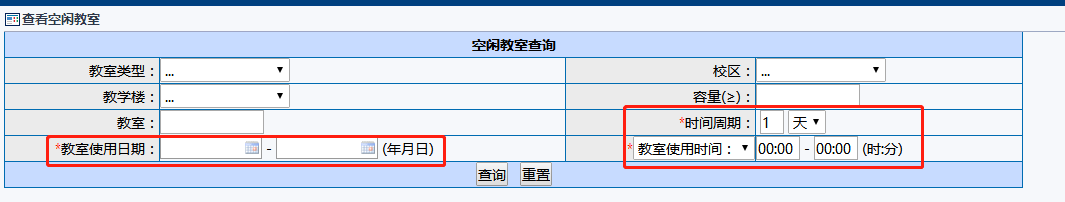 查看空闲教室
空闲教室查询
教室类型： ... 校区： ...
教学楼： ... 容量(≥)：
教室： *时间周期： 1 天
*教室使用日期： - (年月日) * 教室使用时间： 00:00 - 00:00 (时:分)
查询 重置